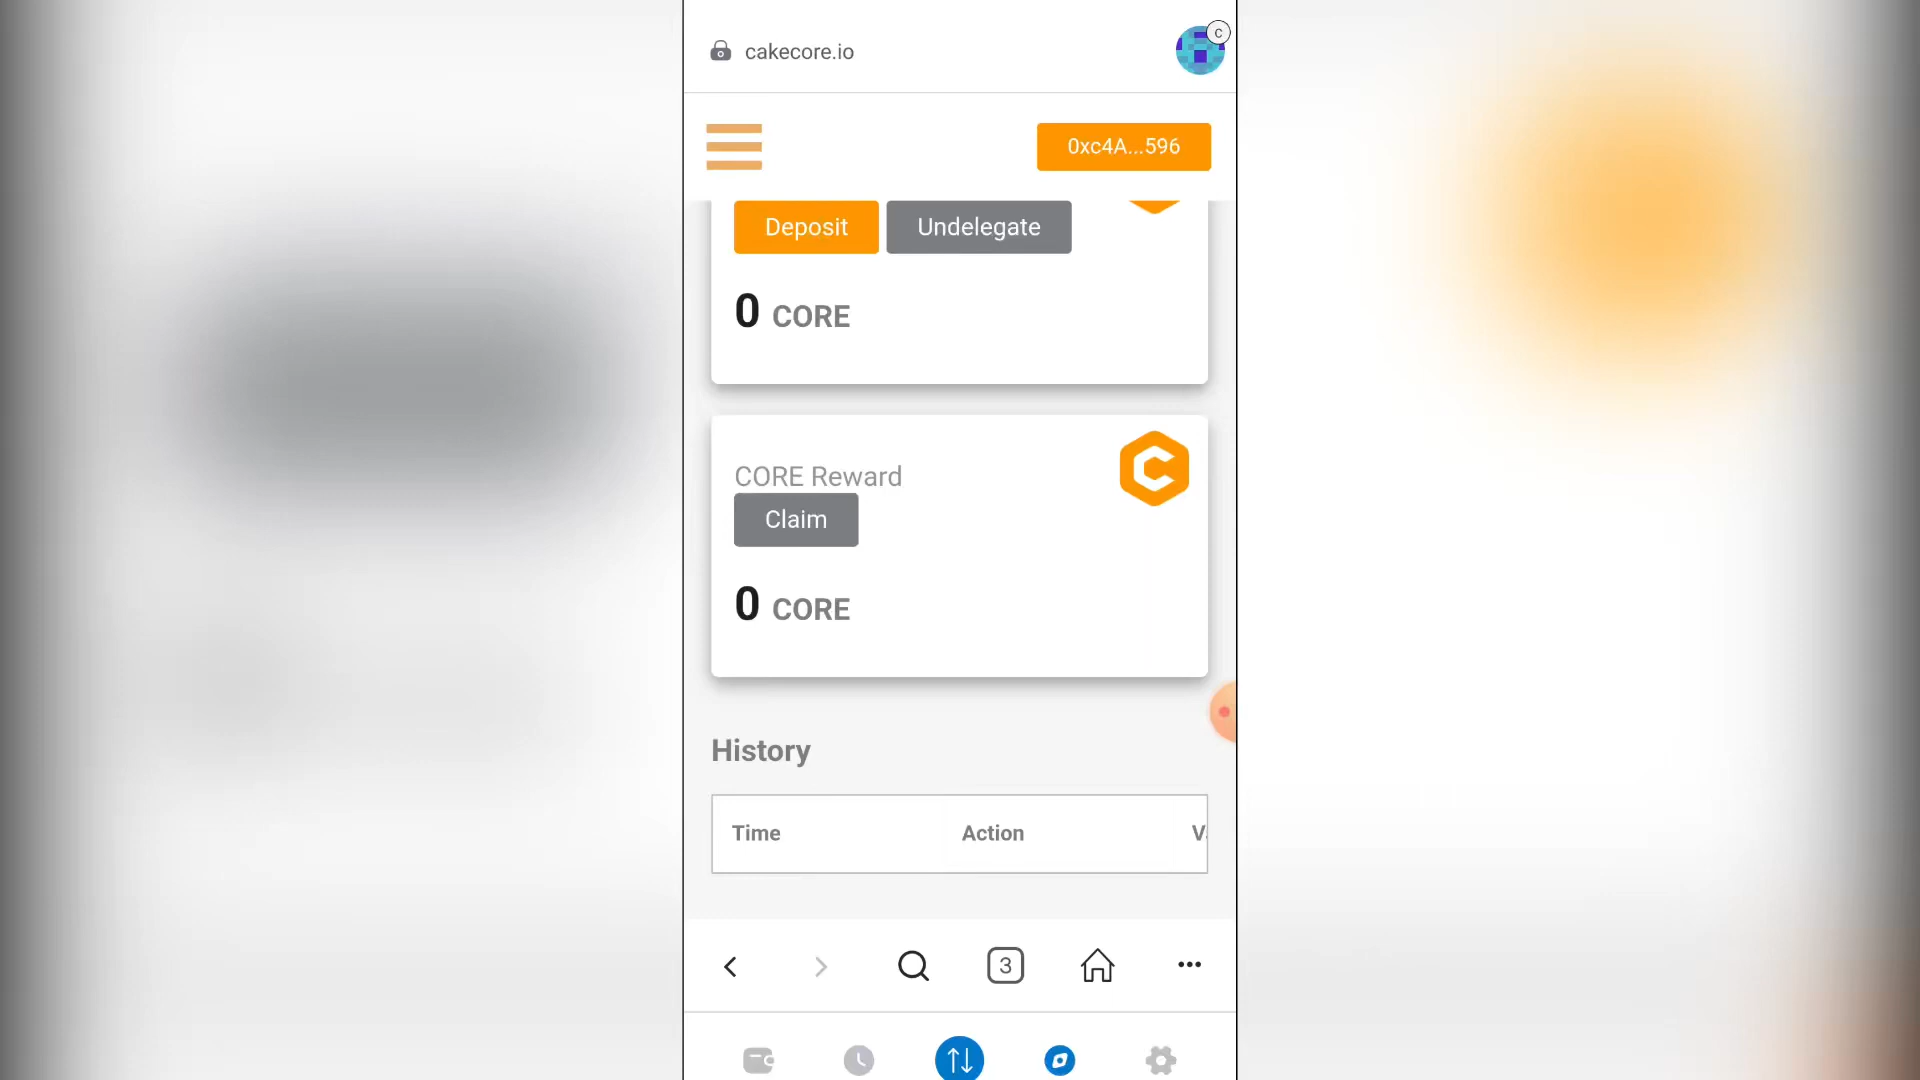 cakecore.io
C
0xc4A...596
Deposit Undelegate
0 CORE
CORE Reward
Claim
0 CORE
History
Time Action
3